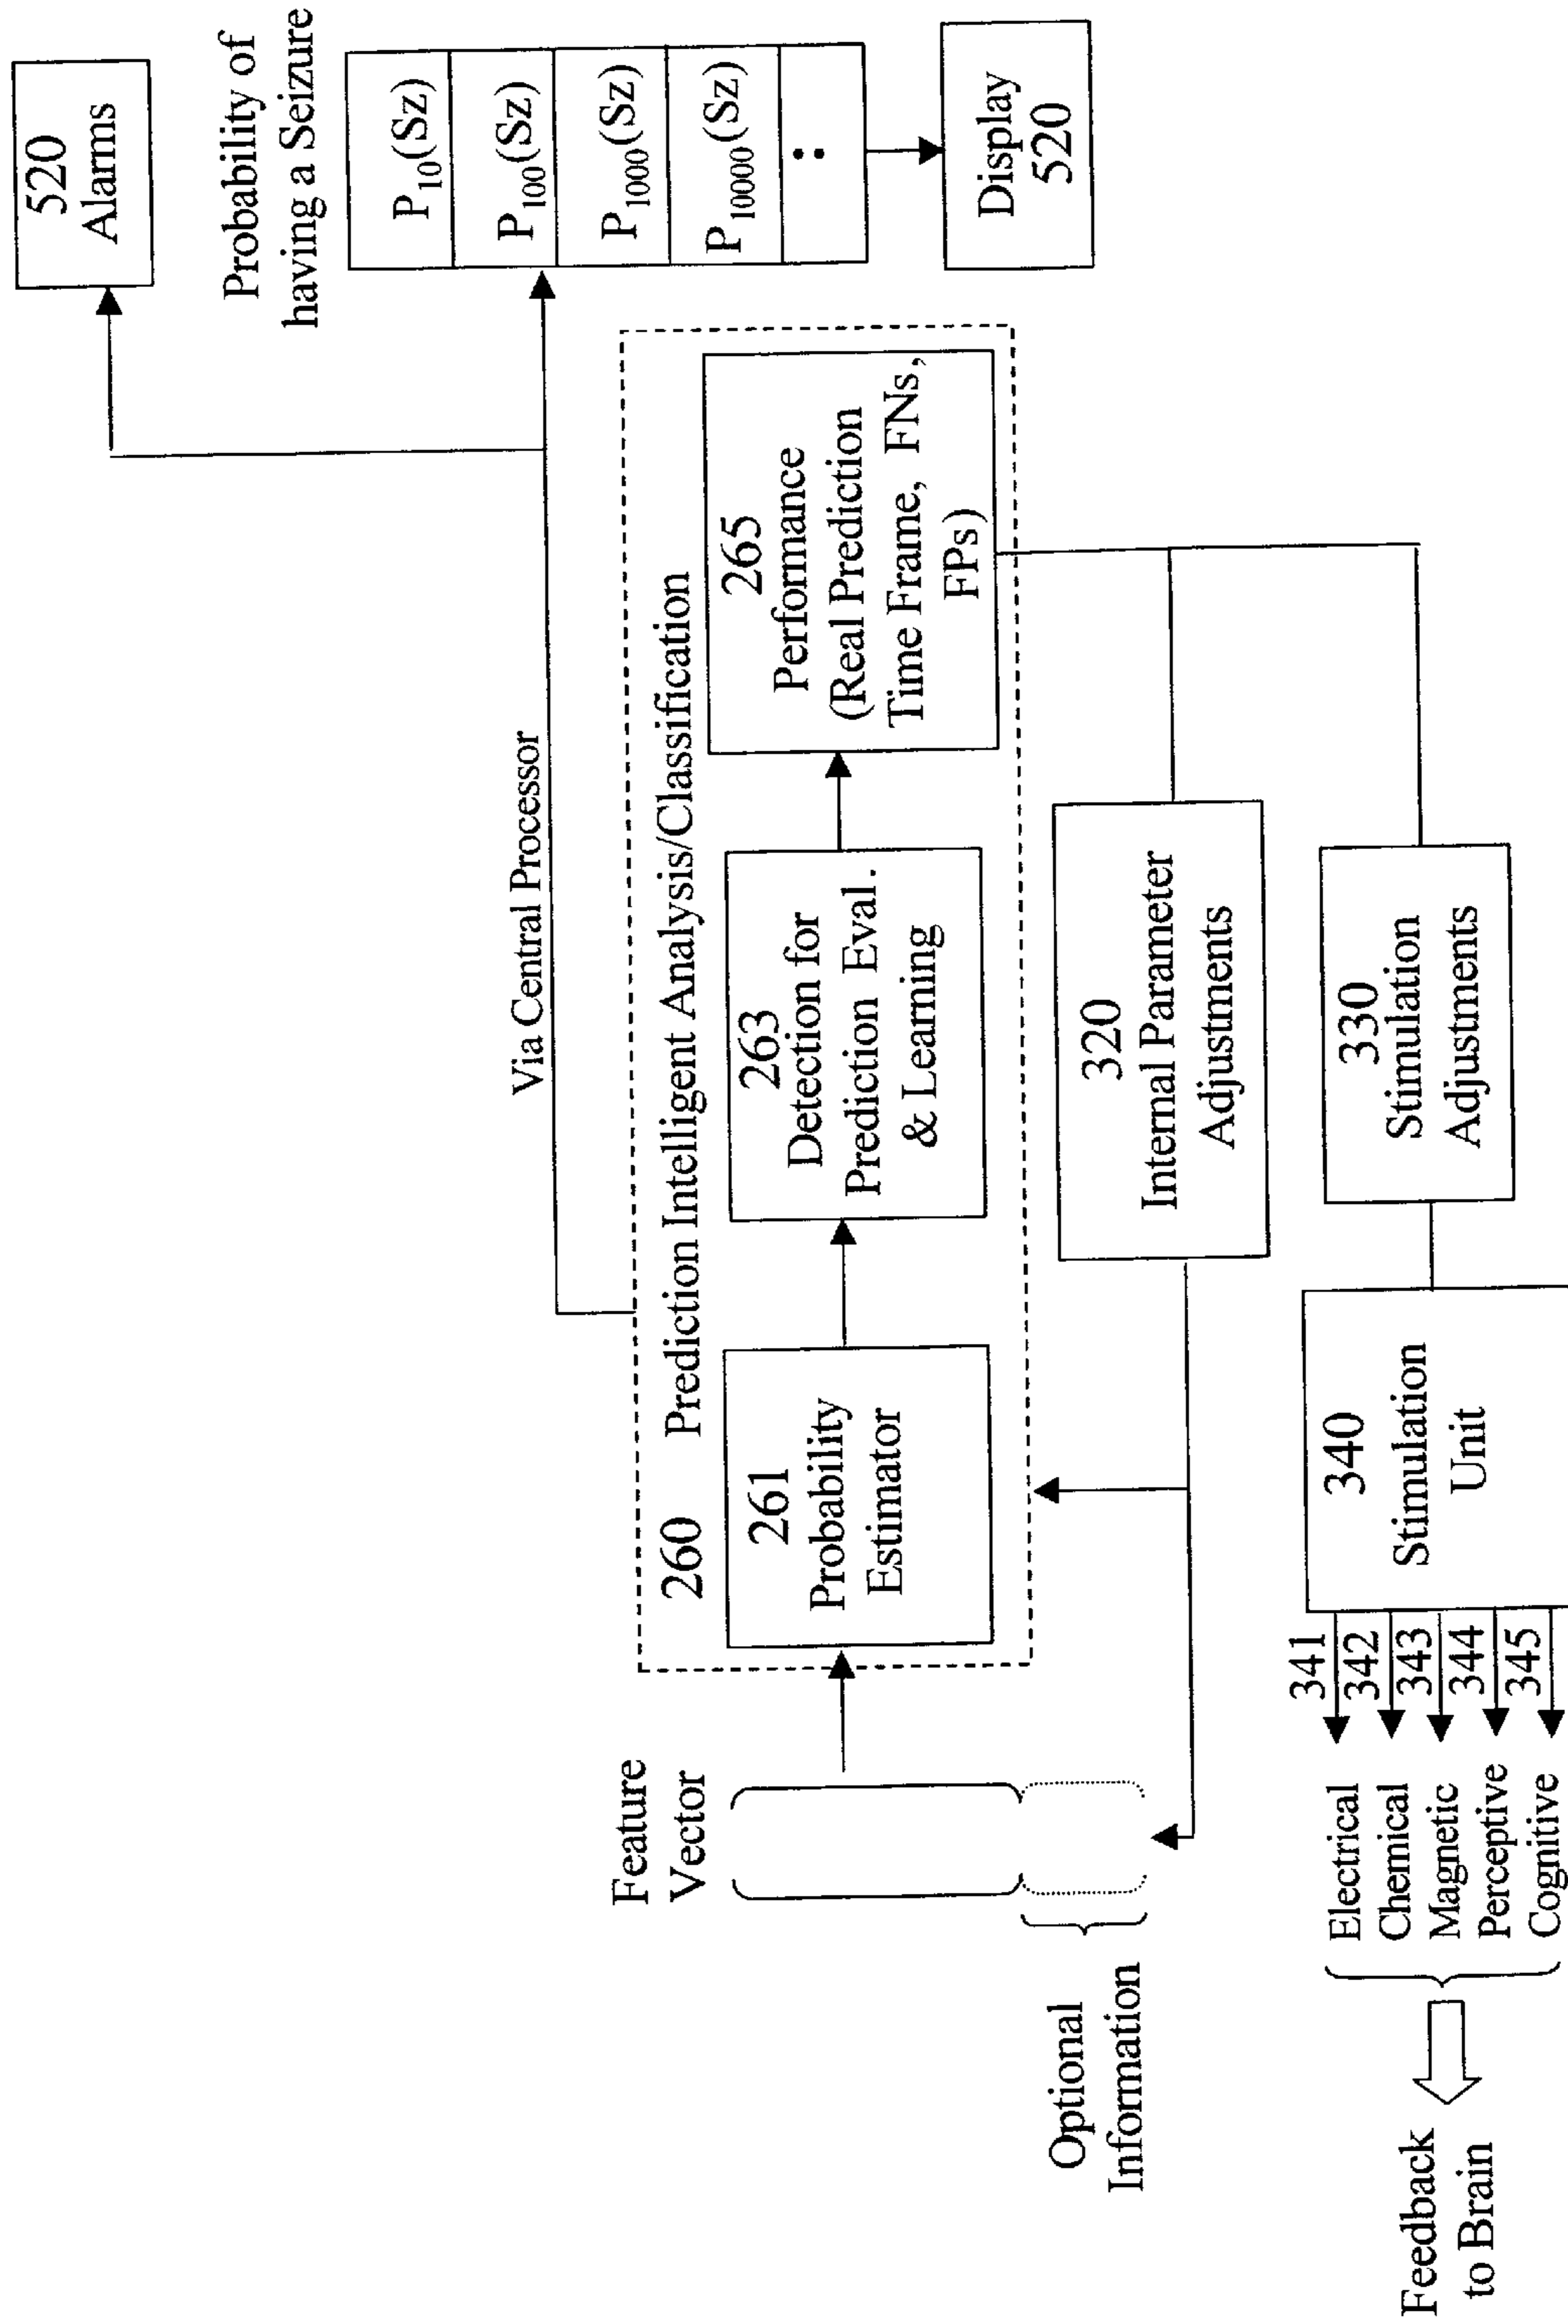 520
Alarms
Probability of
having a Seizure
P10(Sz)
P100(Sz)
P1000(Sz)
P10000(Sz)
:
Display
520
Via Central Processor
260 Prediction Intelligent Analysis/Classification
Feature
Vector
261
Probability
Estimator
263
Detection for
Prediction Eval.
& Learning
265
Performance
(Real Prediction
Time Frame, FNs,
FPs)
Optional
Information
320
Internal Parameter
Adjustments
330
Stimulation
Adjustments
340
Stimulation
Unit
341
342
343
344
345
Electrical
Chemical
Magnetic
Perceptive
Cognitive
Feedback
to Brain